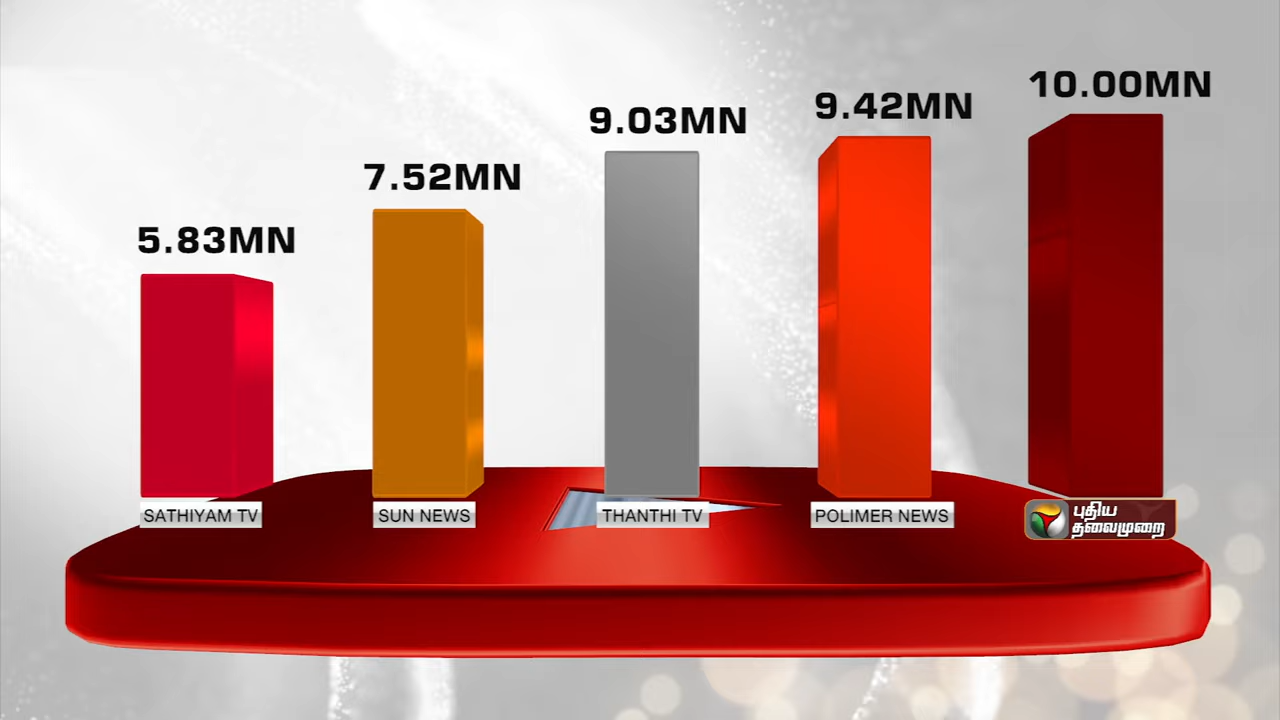 5.83MN
7.52MN
9.03MN
9.42MN
10.00MN
SATHIYAM TV
SUN NEWS
THANTHI TV
POLIMER NEWS
புதிய
தலைமுறை